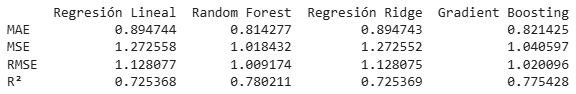 Regresión Lineal Random Forest Regresión Ridge Gradient Boosting
MAE 0.894744 0.814277 0.894743 0.821425
MSE 1.272558 1.018432 1.272552 1.040597
RMSE 1.128077 1.009174 1.128075 1.020096
R² 0.725368 0.780211 0.725369 0.775428